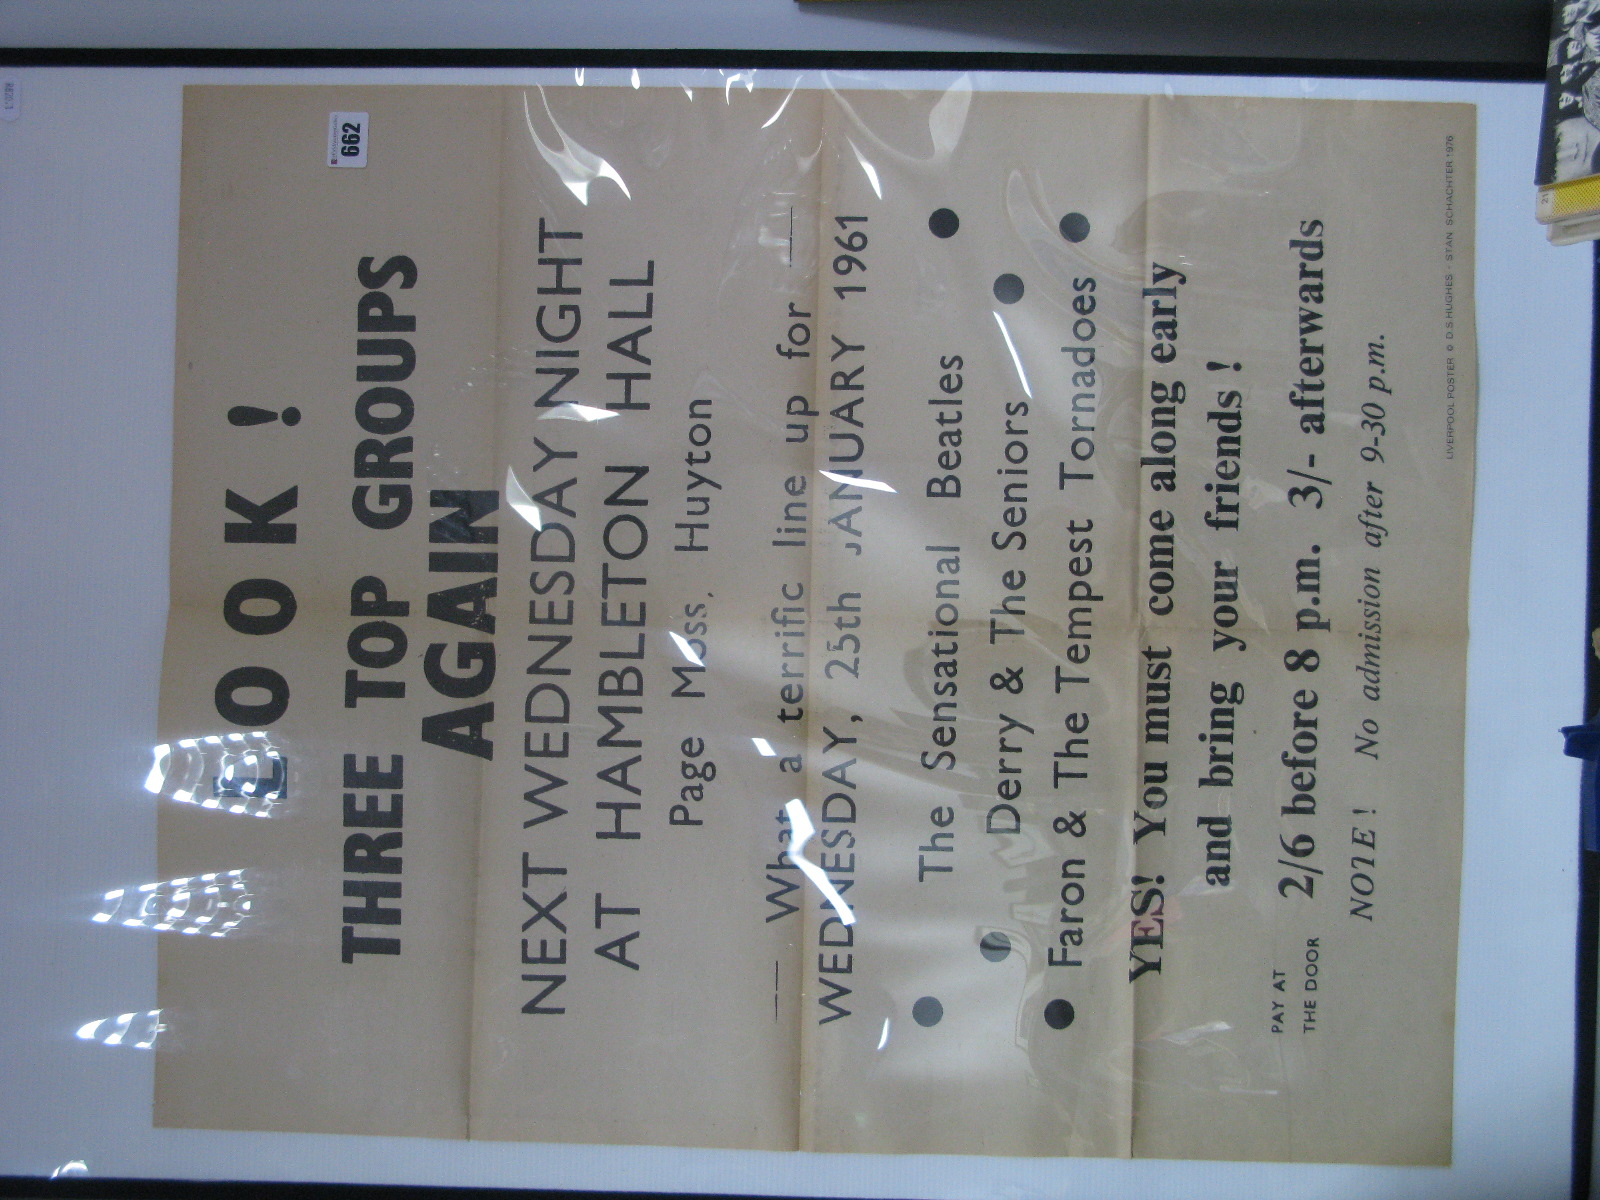 662
LOOK!
THREE TOP GROUPS
AGAIN
NEXT WEDNESDAY NIGHT
AT HAMBLETON HALL
Page Moss, Huyton
— What a terrific line up for —
WEDNESDAY, 25th JANUARY 1961
● The Sensational Beatles ●
● Derry & The Seniors ●
● Faron & The Tempest Tornadoes ●
YES! You must come along early
and bring your friends !
PAY AT
THE DOOR 2/6 before 8 p.m. 3/- afterwards
NOTE ! No admission after 9-30 p.m.
LIVERPOOL POSTER © D.S.HUGHES · STAN SCHACHTER 1976
21